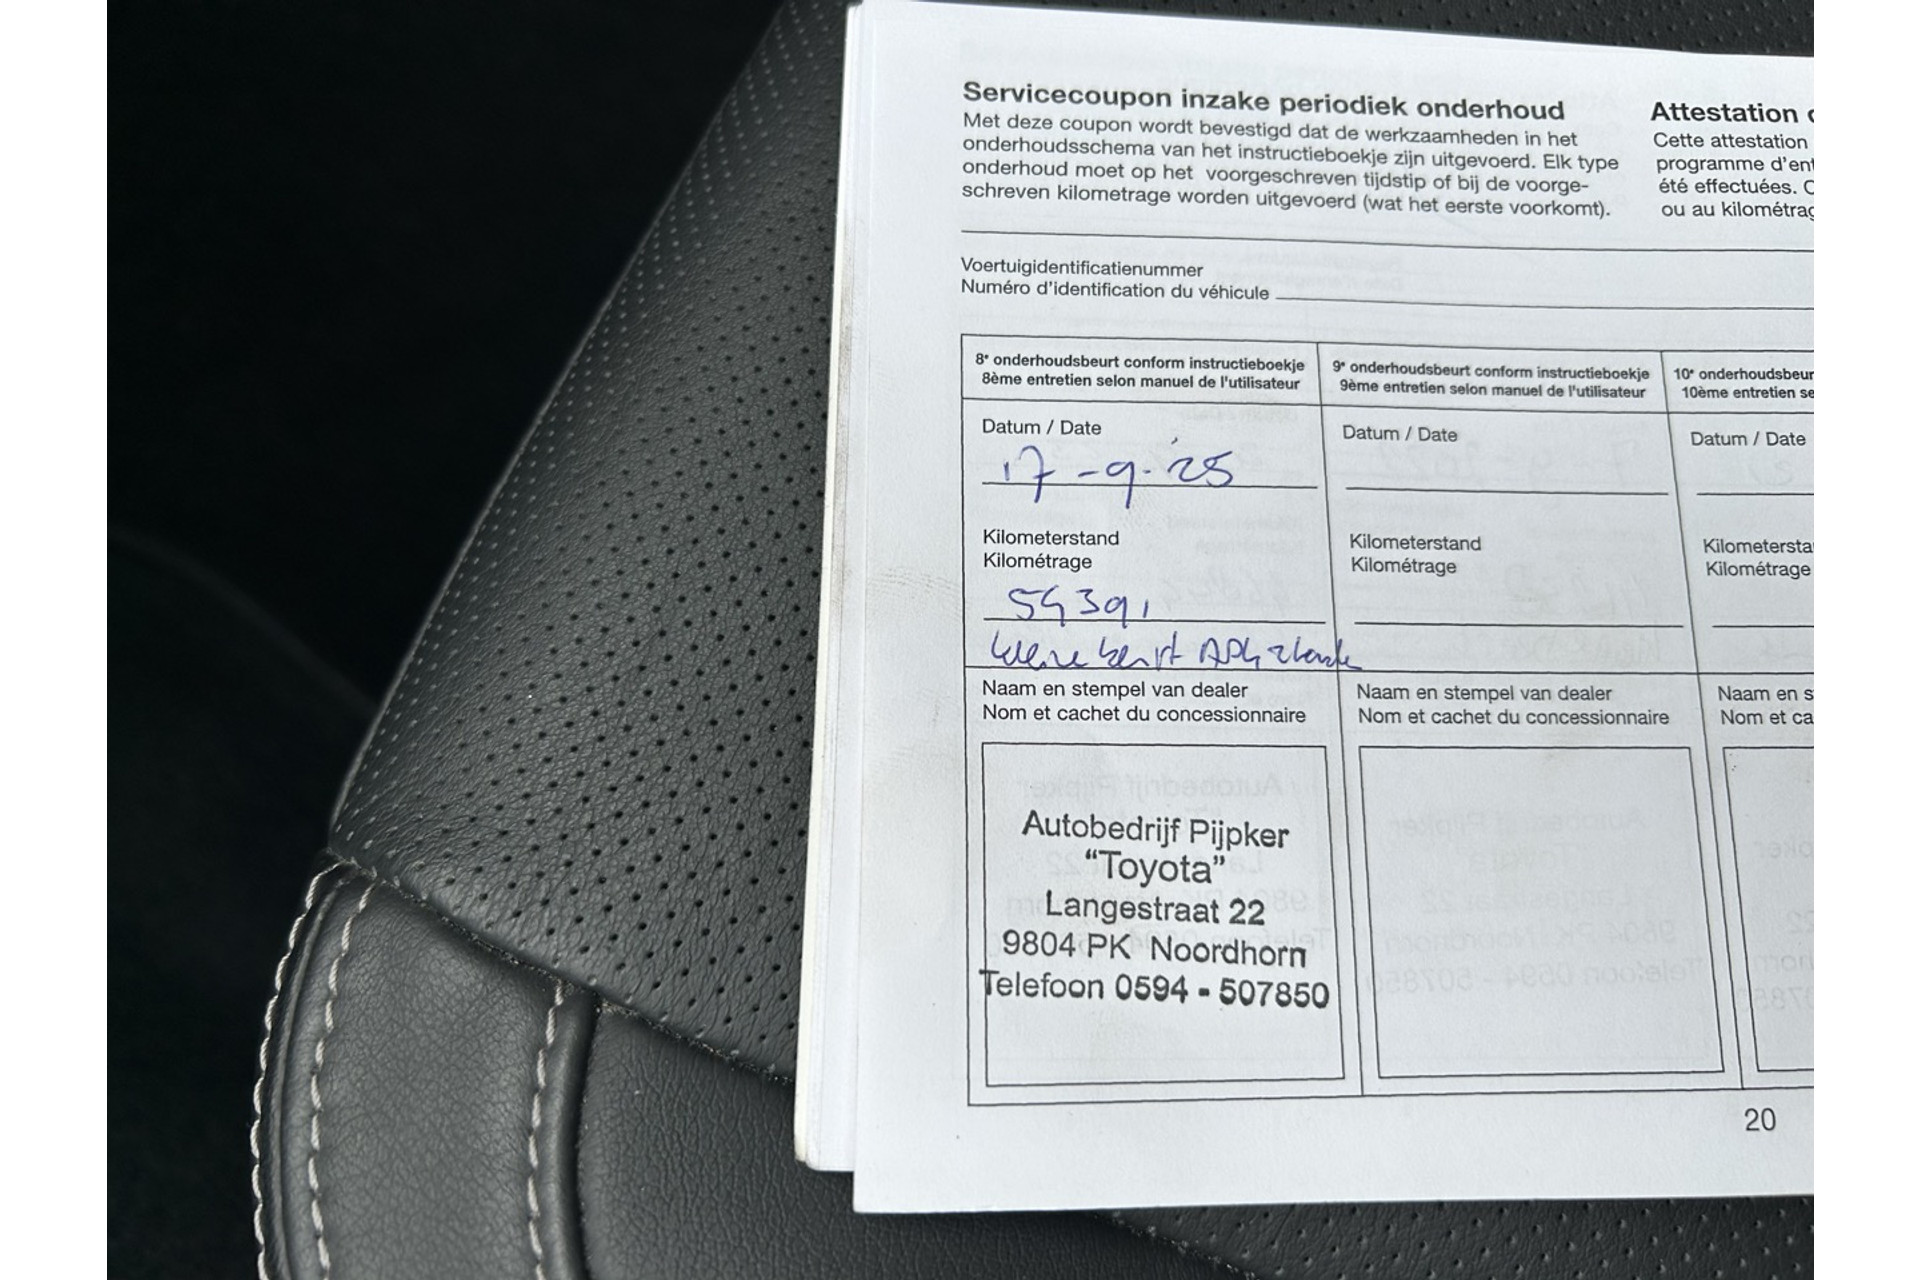 Servicecoupon inzake periodiek onderhoud
Met deze coupon wordt bevestigd dat de werkzaamheden in het
onderhoudsschema van het instructieboekje zijn uitgevoerd. Elk type
onderhoud moet op het voorgeschreven tijdstip of bij de voorge-
schreven kilometrage worden uitgevoerd (wat het eerste voorkomt).
Attestation
Cette attestation
programme d'ent
été effectuées.
ou au kilométrag
Voertuigidentificatienummer
Numéro d'identification du véhicule
8e onderhoudsbeurt conform instructieboekje
8ème entretien selon manuel de l'utilisateur
Datum / Date
17-9-'25
Kilometerstand
Kilométrage
54391
Kleine beurt APK
Naam en stempel van dealer
Nom et cachet du concessionnaire
Autobedrijf Pijpker
“Toyota”
Langestraat 22
9804 PK Noordhorn
Telefoon 0594 - 507850
9e onderhoudsbeurt conform instructieboekje
9ème entretien selon manuel de l'utilisateur
Datum / Date
Kilometerstand
Kilométrage
Naam en stempel van dealer
Nom et cachet du concessionnaire
10e onderhoudsbeur
10ème entretien se
Datum / Date
Kilometersta
Kilométrage
Naam en s
Nom et ca
20